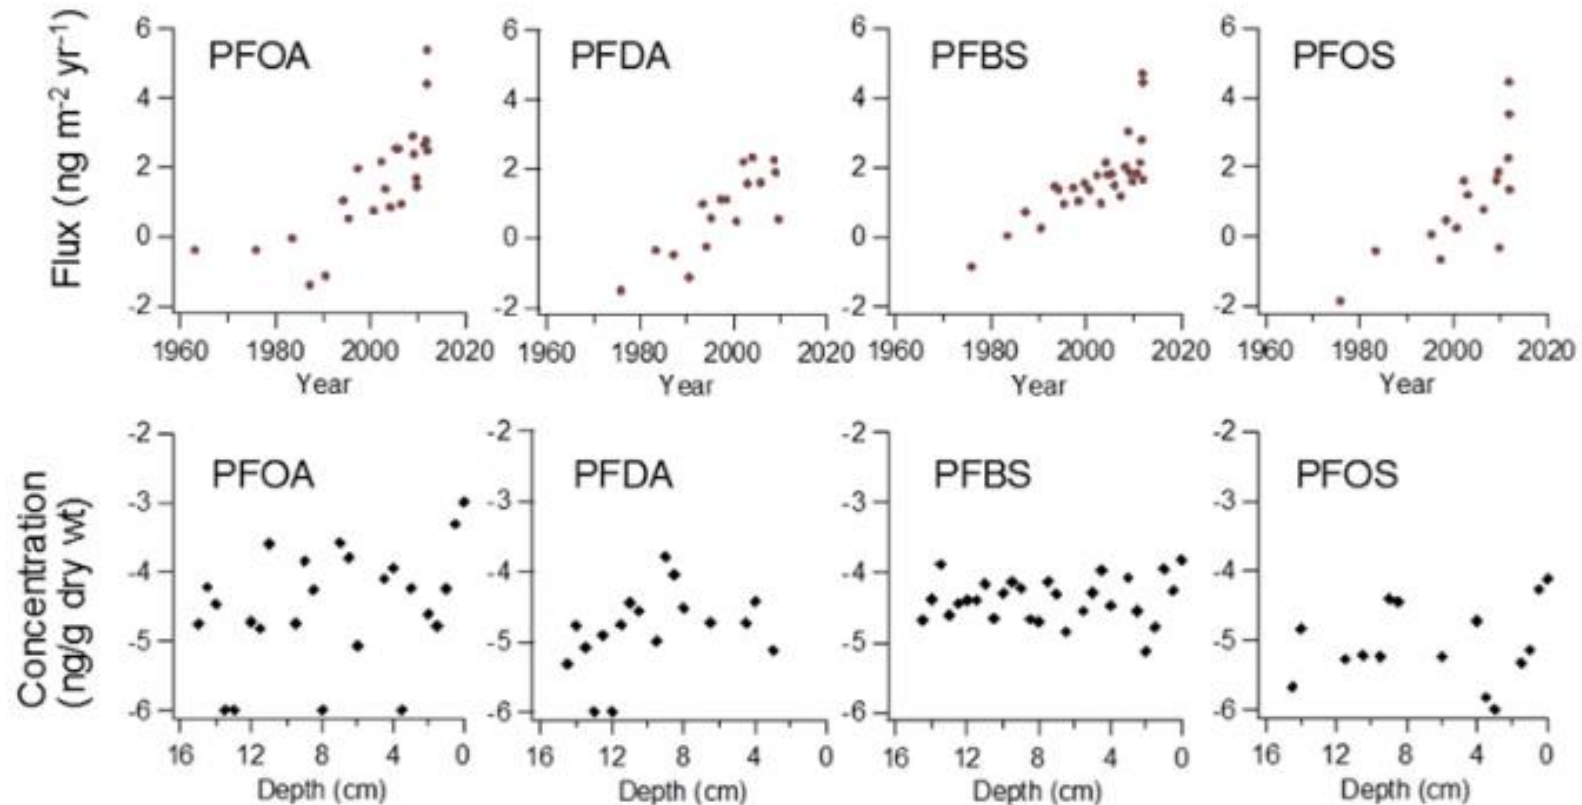 Flux (ng m⁻² yr⁻¹)
PFOA
6
4
2
0
-2
1960 1980 2000 2020
Year
PFDA
6
4
2
0
-2
1960 1980 2000 2020
Year
PFBS
6
4
2
0
-2
1960 1980 2000 2020
Year
PFOS
6
4
2
0
-2
1960 1980 2000 2020
Year
Concentration
(ng/g dry wt)
PFOA
-2
-3
-4
-5
-6
16 12 8 4 0
Depth (cm)
PFDA
-2
-3
-4
-5
-6
16 12 8 4 0
Depth (cm)
PFBS
-2
-3
-4
-5
-6
16 12 8 4 0
Depth (cm)
PFOS
-2
-3
-4
-5
-6
16 12 8 4 0
Depth (cm)